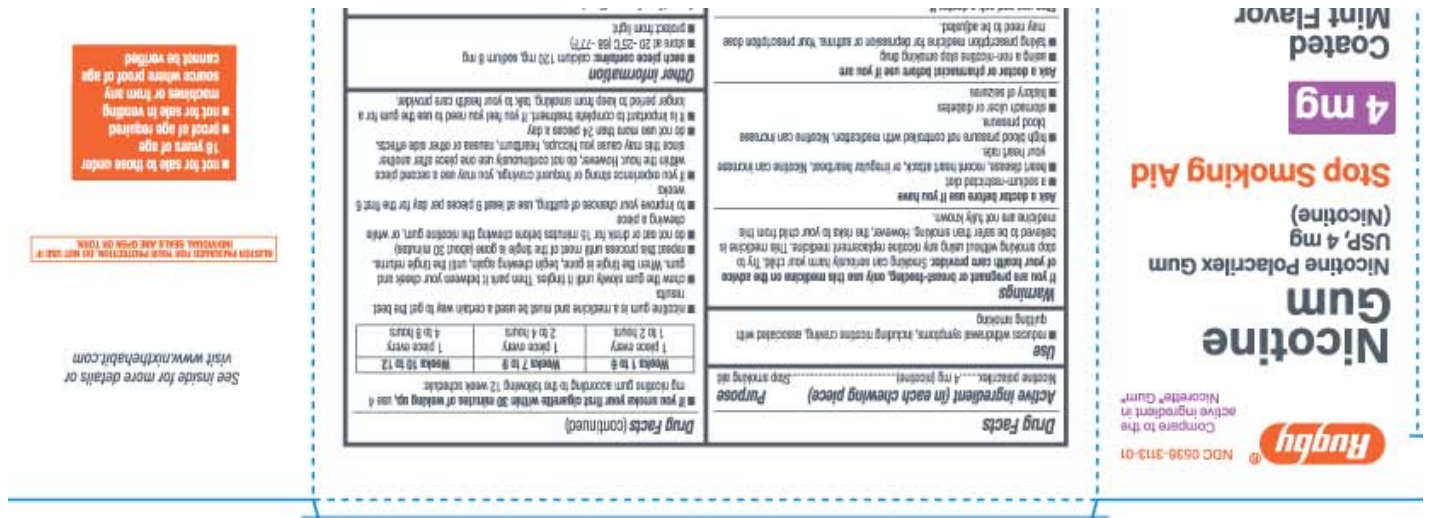 Rugby®
NDC 0536-3113-01
Compare to the
active ingredient in
Nicorette® Gum*
Nicotine
Gum
Nicotine Polacrilex Gum
USP, 4 mg
(Nicotine)
Stop Smoking Aid
4 mg
Coated
Mint Flavor
Drug Facts
Active ingredient (in each chewing piece) Purpose
Nicotine polacrilex.....4 mg (nicotine)...............................Stop smoking aid
Use
■ reduces withdrawal symptoms, including nicotine craving, associated with
quitting smoking
Warnings
If you are pregnant or breast-feeding, only use this medicine on the advice
of your health care provider. Smoking can seriously harm your child. Try to
stop smoking without using any nicotine replacement medicine. This medicine is
believed to be safer than smoking. However, the risks to your child from this
medicine are not fully known.
Ask a doctor before use if you have
■ a sodium-restricted diet
■ heart disease, recent heart attack, or irregular heartbeat. Nicotine can increase
your heart rate.
■ high blood pressure not controlled with medication. Nicotine can increase
blood pressure.
■ stomach ulcer or diabetes
■ history of seizures
Ask a doctor or pharmacist before use if you are
■ using a non-nicotine stop smoking drug
■ taking prescription medicine for depression or asthma. Your prescription dose
may need to be adjusted.
Drug Facts (continued)
■ if you smoke your first cigarette within 30 minutes of waking up, use 4
mg nicotine gum according to the following 12 week schedule:
Weeks 1 to 6 Weeks 7 to 9 Weeks 10 to 12
1 piece every 1 piece every 1 piece every
1 to 2 hours 2 to 4 hours 4 to 8 hours
■ nicotine gum is a medicine and must be used a certain way to get the best
results
■ chew the gum slowly until it tingles. Then park it between your cheek and
gum. When the tingle is gone, begin chewing again, until the tingle returns.
■ repeat this process until most of the tingle is gone (about 30 minutes)
■ do not eat or drink for 15 minutes before chewing the nicotine gum, or while
chewing a piece
■ to improve your chances of quitting, use at least 9 pieces per day for the first 6
weeks
■ if you experience strong or frequent cravings, you may use a second piece
within the hour. However, do not continuously use one piece after another
since this may cause you hiccups, heartburn, nausea or other side effects.
■ do not use more than 24 pieces a day
■ it is important to complete treatment. If you feel you need to use the gum for a
longer period to keep from smoking, talk to your health care provider.
Other information
■ each piece contains: calcium 120 mg, sodium 8 mg
■ store at 20 -25°C (68 -77°F)
■ protect from light
See inside for more details or
visit www.nixthehabit.com
BLISTER PACKAGED FOR YOUR PROTECTION. DO NOT USE IF
INDIVIDUAL SEALS ARE OPEN OR TORN.
■ not for sale to those under
18 years of age
■ proof of age required
■ not for sale in vending
machines or from any
source where proof of age
cannot be verified